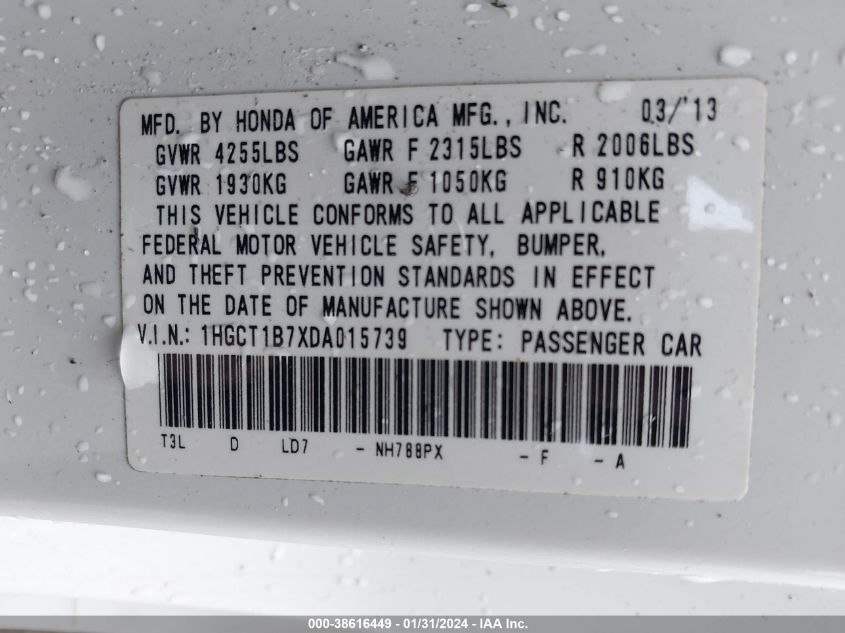 MFD. BY HONDA OF AMERICA MFG., INC. 03/'13
GVWR 4255LBS GAWR F 2315LBS R 2006LBS
GVWR 1930KG GAWR F 1050KG R 910KG
THIS VEHICLE CONFORMS TO ALL APPLICABLE
FEDERAL MOTOR VEHICLE SAFETY, BUMPER,
AND THEFT PREVENTION STANDARDS IN EFFECT
ON THE DATE OF MANUFACTURE SHOWN ABOVE.
V.I.N.: 1HGCT1B7XDA015739 TYPE: PASSENGER CAR
T3L D LD7 - NH788PX - F - A
000-38616449 - 01/31/2024 - IAA Inc.